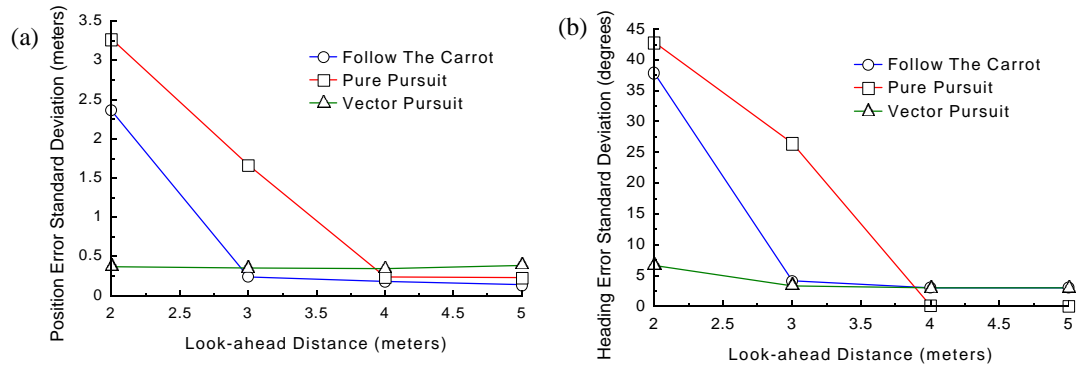 (a)
Position Error Standard Deviation (meters)
3.5
3
2.5
2
1.5
1
0.5
0
2
2.5
3
3.5
4
4.5
5
Look-ahead Distance (meters)
Follow The Carrot
Pure Pursuit
Vector Pursuit
(b)
Heading Error Standard Deviation (degrees)
45
40
35
30
25
20
15
10
5
0
2
2.5
3
3.5
4
4.5
5
Look-ahead Distance (meters)
Follow The Carrot
Pure Pursuit
Vector Pursuit